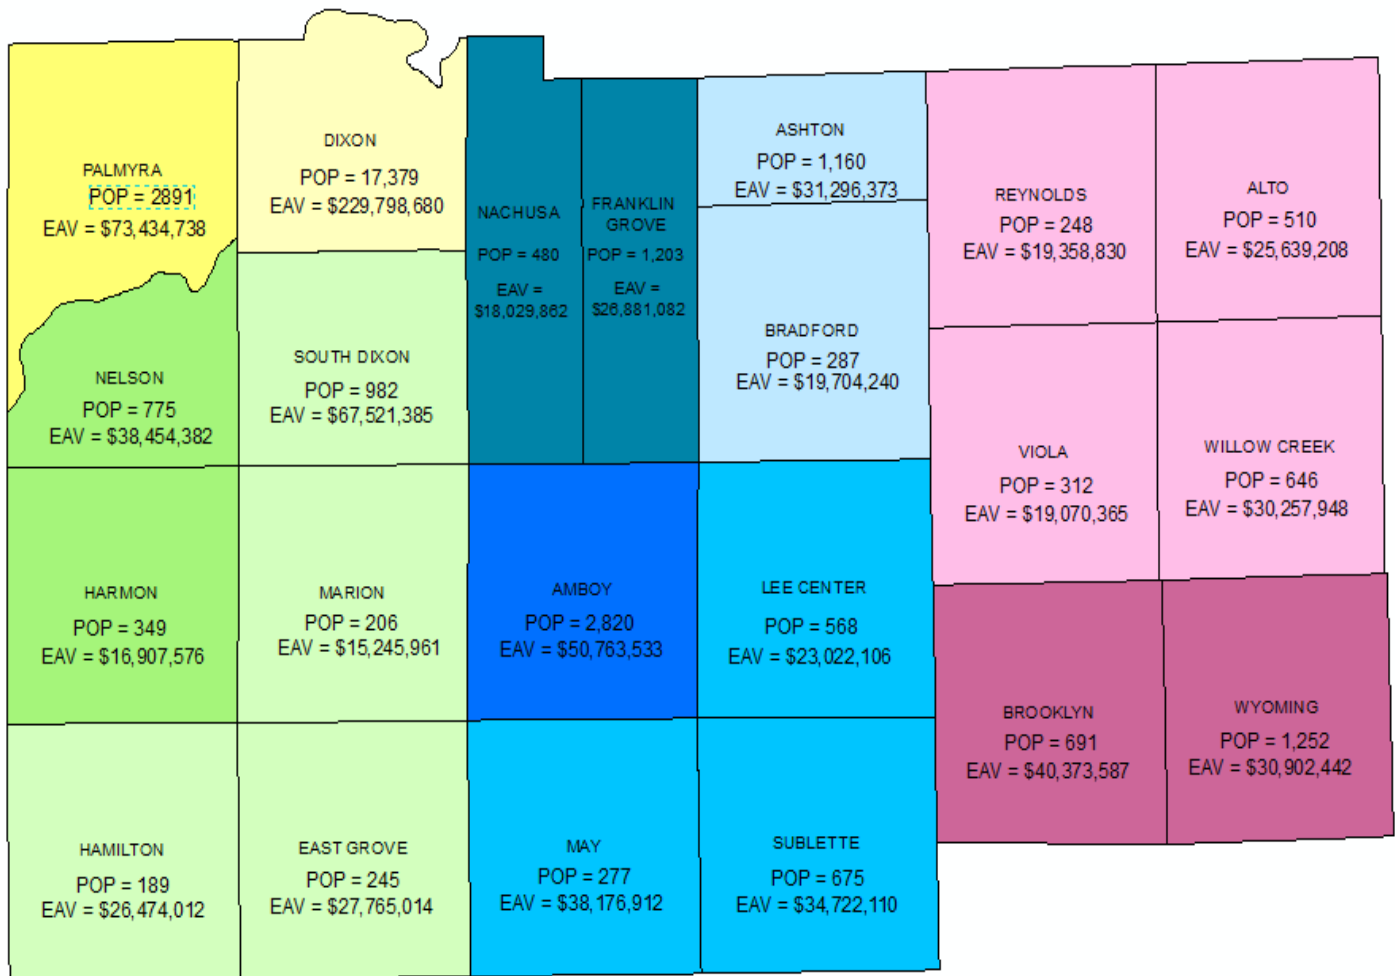 PALMYRA
POP = 2891
EAV = $73,434,738
DIXON
POP = 17,379
EAV = $229,798,680
NACHUSA
POP = 480
EAV =
$18,029,862
FRANKLIN
GROVE
POP = 1,203
EAV =
$26,881,082
ASHTON
POP = 1,160
EAV = $31,296,373
REYNOLDS
POP = 248
EAV = $19,358,830
ALTO
POP = 510
EAV = $25,639,208
NELSON
POP = 775
EAV = $38,454,382
SOUTH DIXON
POP = 982
EAV = $67,521,385
BRADFORD
POP = 287
EAV = $19,704,240
VIOLA
POP = 312
EAV = $19,070,365
WILLOW CREEK
POP = 646
EAV = $30,257,948
HARMON
POP = 349
EAV = $16,907,576
MARION
POP = 206
EAV = $15,245,961
AMBOY
POP = 2,820
EAV = $50,763,533
LEE CENTER
POP = 568
EAV = $23,022,106
BROOKLYN
POP = 691
EAV = $40,373,587
WYOMING
POP = 1,252
EAV = $30,902,442
HAMILTON
POP = 189
EAV = $26,474,012
EAST GROVE
POP = 245
EAV = $27,765,014
MAY
POP = 277
EAV = $38,176,912
SUBLETTE
POP = 675
EAV = $34,722,110